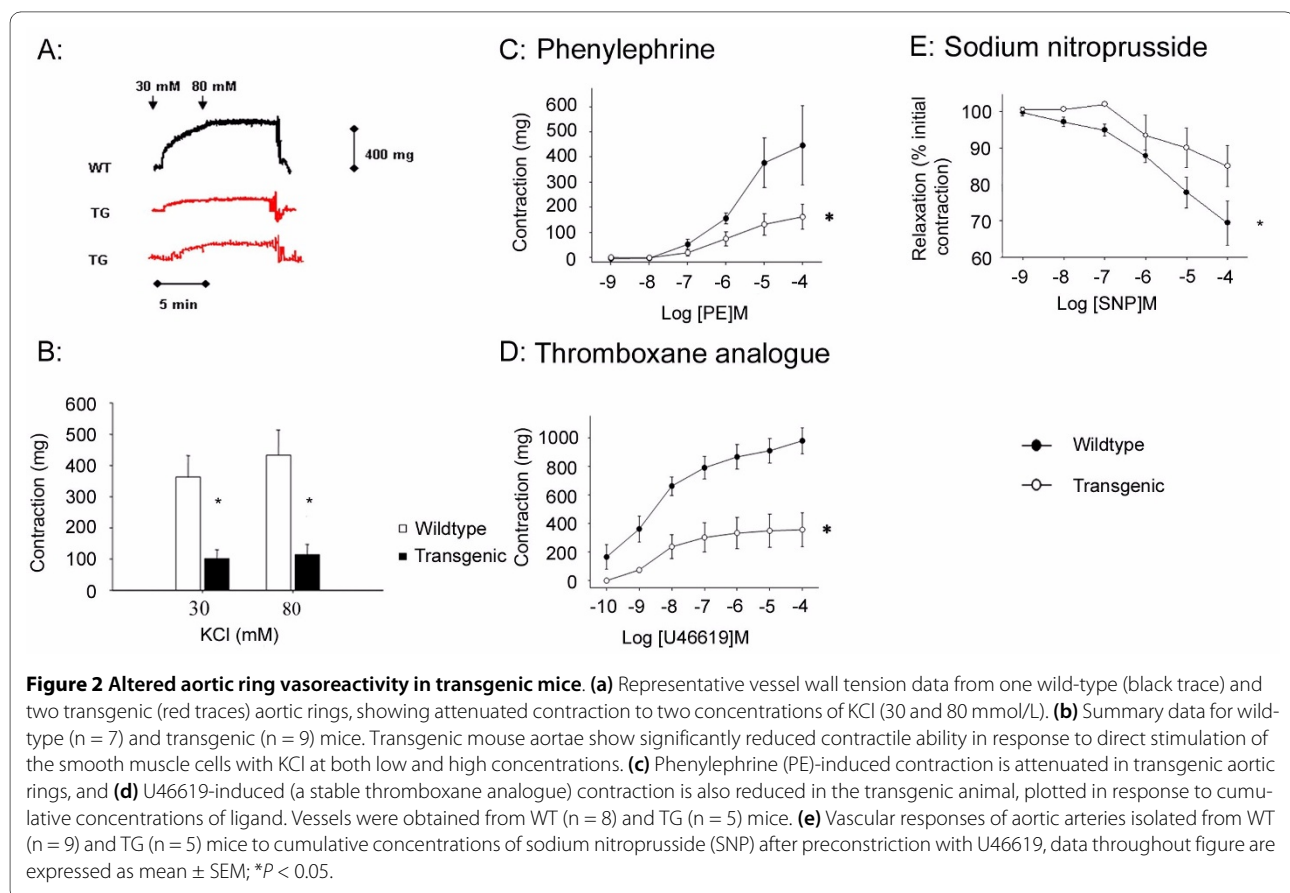 A:
30 mM 80 mM
WT
400 mg
TG
TG
5 min
B:
Contraction (mg)
600
500
400
300
200
100
0
30
80
KCl (mM)
Wildtype
Transgenic
*
*
C: Phenylephrine
Contraction (mg)
600
500
400
300
200
100
0
-9 -8 -7 -6 -5 -4
Log [PE]M
*
D: Thromboxane analogue
Contraction (mg)
1000
800
600
400
200
0
-10 -9 -8 -7 -6 -5 -4
Log [U46619]M
*
E: Sodium nitroprusside
Relaxation (% initial
contraction)
100
90
80
70
60
-9 -8 -7 -6 -5 -4
Log [SNP]M
*
Wildtype
Transgenic
Figure 2 Altered aortic ring vasoreactivity in transgenic mice. (a) Representative vessel wall tension data from one wild-type (black trace) and
two transgenic (red traces) aortic rings, showing attenuated contraction to two concentrations of KCl (30 and 80 mmol/L). (b) Summary data for wild-
type (n = 7) and transgenic (n = 9) mice. Transgenic mouse aortae show significantly reduced contractile ability in response to direct stimulation of
the smooth muscle cells with KCl at both low and high concentrations. (c) Phenylephrine (PE)-induced contraction is attenuated in transgenic aortic
rings, and (d) U46619-induced (a stable thromboxane analogue) contraction is also reduced in the transgenic animal, plotted in response to cumu-
lative concentrations of ligand. Vessels were obtained from WT (n = 8) and TG (n = 5) mice. (e) Vascular responses of aortic arteries isolated from WT
(n = 9) and TG (n = 5) mice to cumulative concentrations of sodium nitroprusside (SNP) after preconstriction with U46619, data throughout figure are
expressed as mean ± SEM; *P < 0.05.